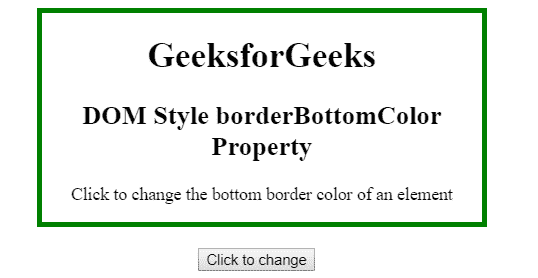 GeeksforGeeks
DOM Style borderBottomColor
Property
Click to change the bottom border color of an element
Click to change